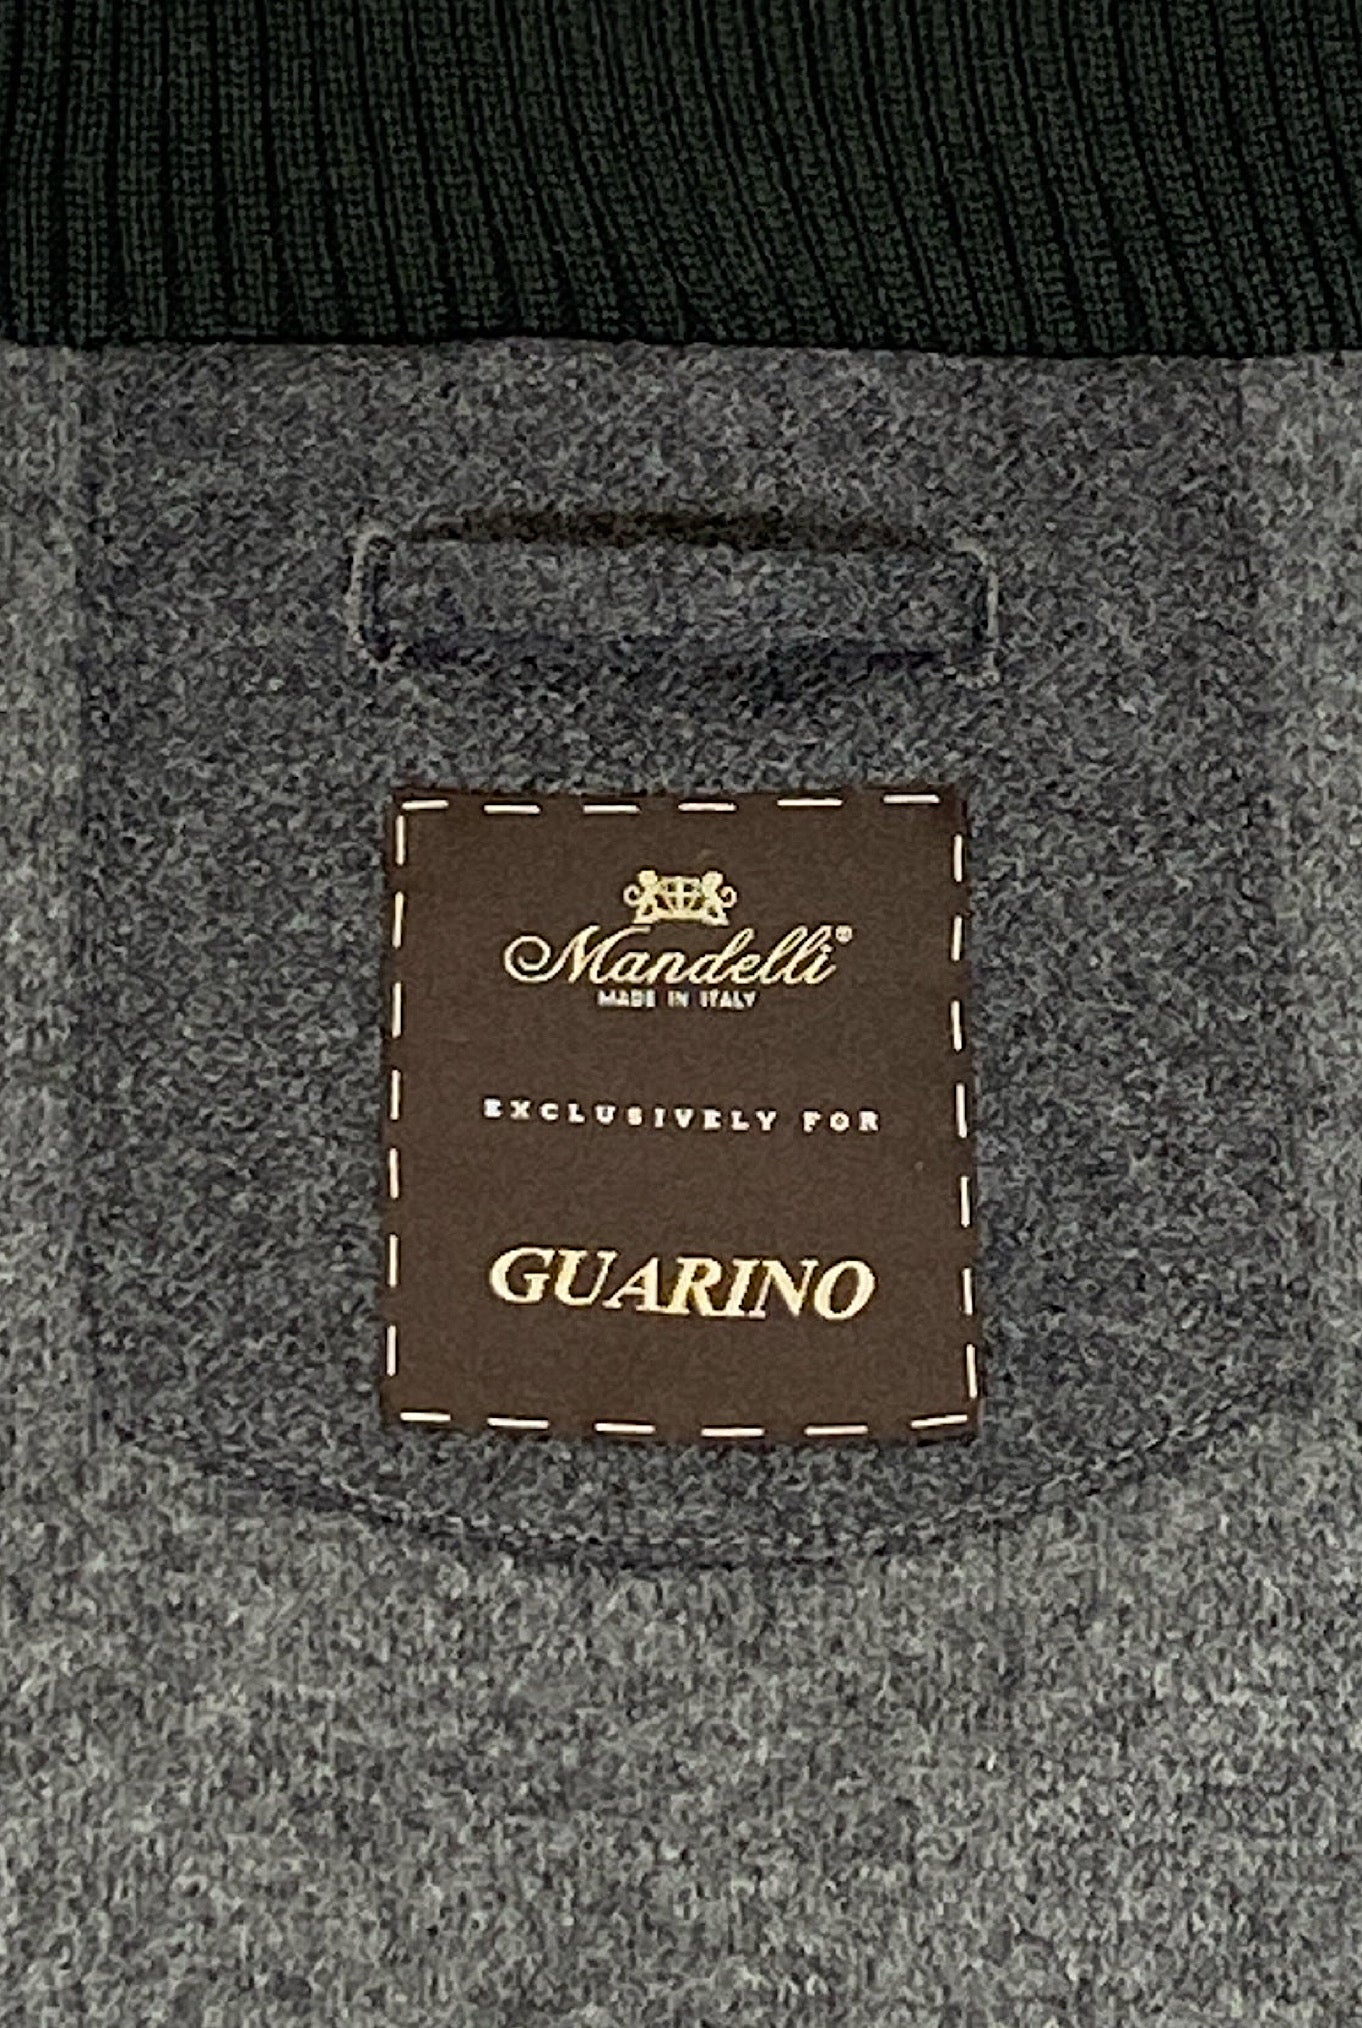 Mandelli®
MADE IN ITALY
EXCLUSIVELY FOR
GUARINO